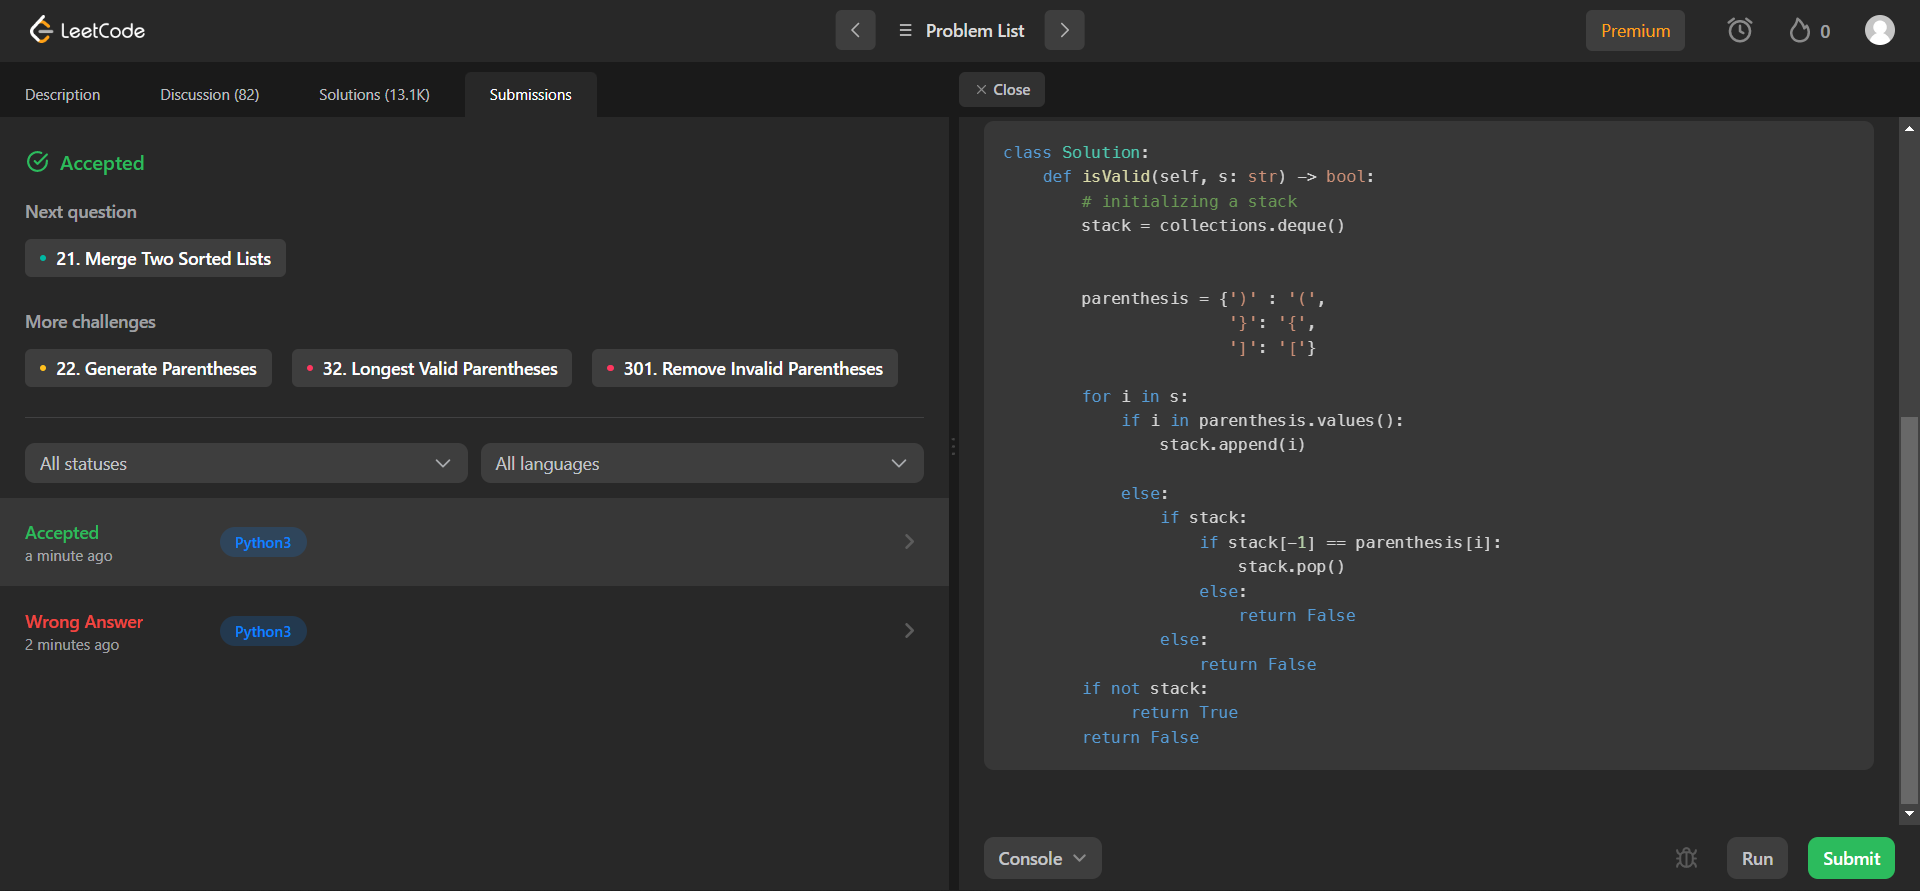 LeetCode
Problem List
Premium
0
Description Discussion (82) Solutions (13.1K) Submissions
Close
Accepted
Next question
21. Merge Two Sorted Lists
More challenges
22. Generate Parentheses 32. Longest Valid Parentheses 301. Remove Invalid Parentheses
All statuses All languages
Accepted Python3
a minute ago
Wrong Answer Python3
2 minutes ago
class Solution:
    def isValid(self, s: str) -> bool:
        # initializing a stack
        stack = collections.deque()
        parenthesis = {')' : '(',
                       '}': '{',
                       ']': '['}
        for i in s:
            if i in parenthesis.values():
                stack.append(i)
            else:
                if stack:
                    if stack[-1] == parenthesis[i]:
                        stack.pop()
                    else:
                        return False
                else:
                    return False
        if not stack:
             return True
        return False
Console Run Submit